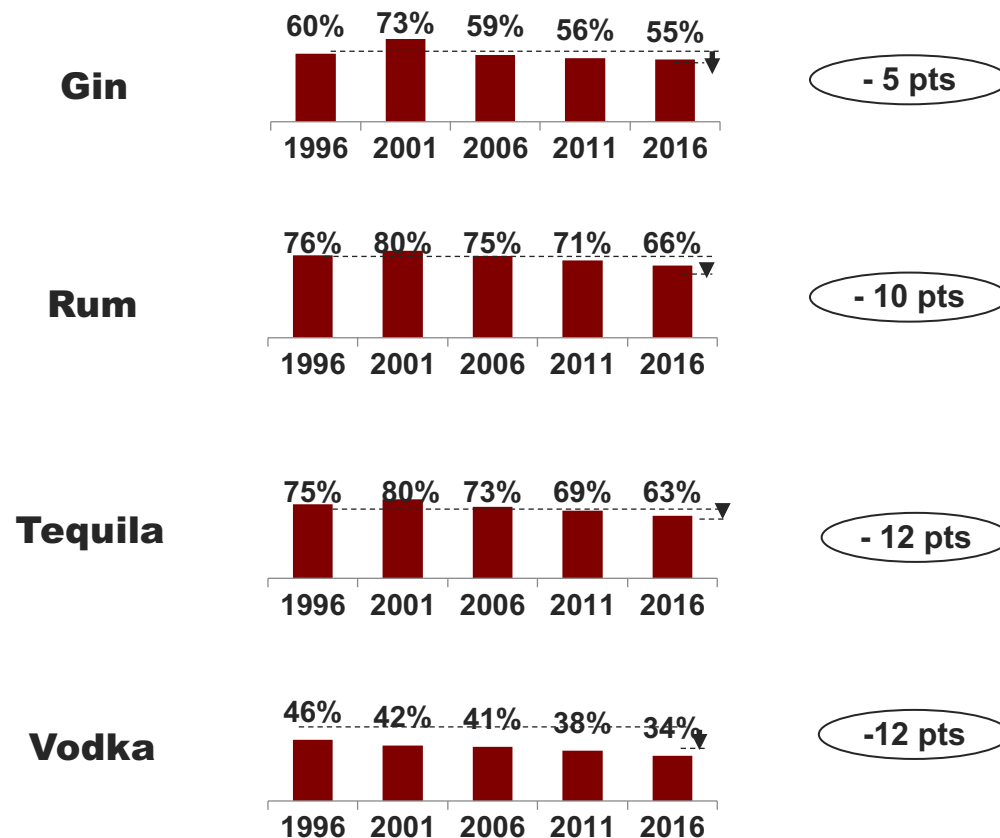 60% 73% 59% 56% 55%
Gin
- 5 pts
1996 2001 2006 2011 2016
76% 80% 75% 71% 66%
Rum
- 10 pts
1996 2001 2006 2011 2016
75% 80% 73% 69% 63%
Tequila
- 12 pts
1996 2001 2006 2011 2016
46% 42% 41% 38% 34%
Vodka
-12 pts
1996 2001 2006 2011 2016